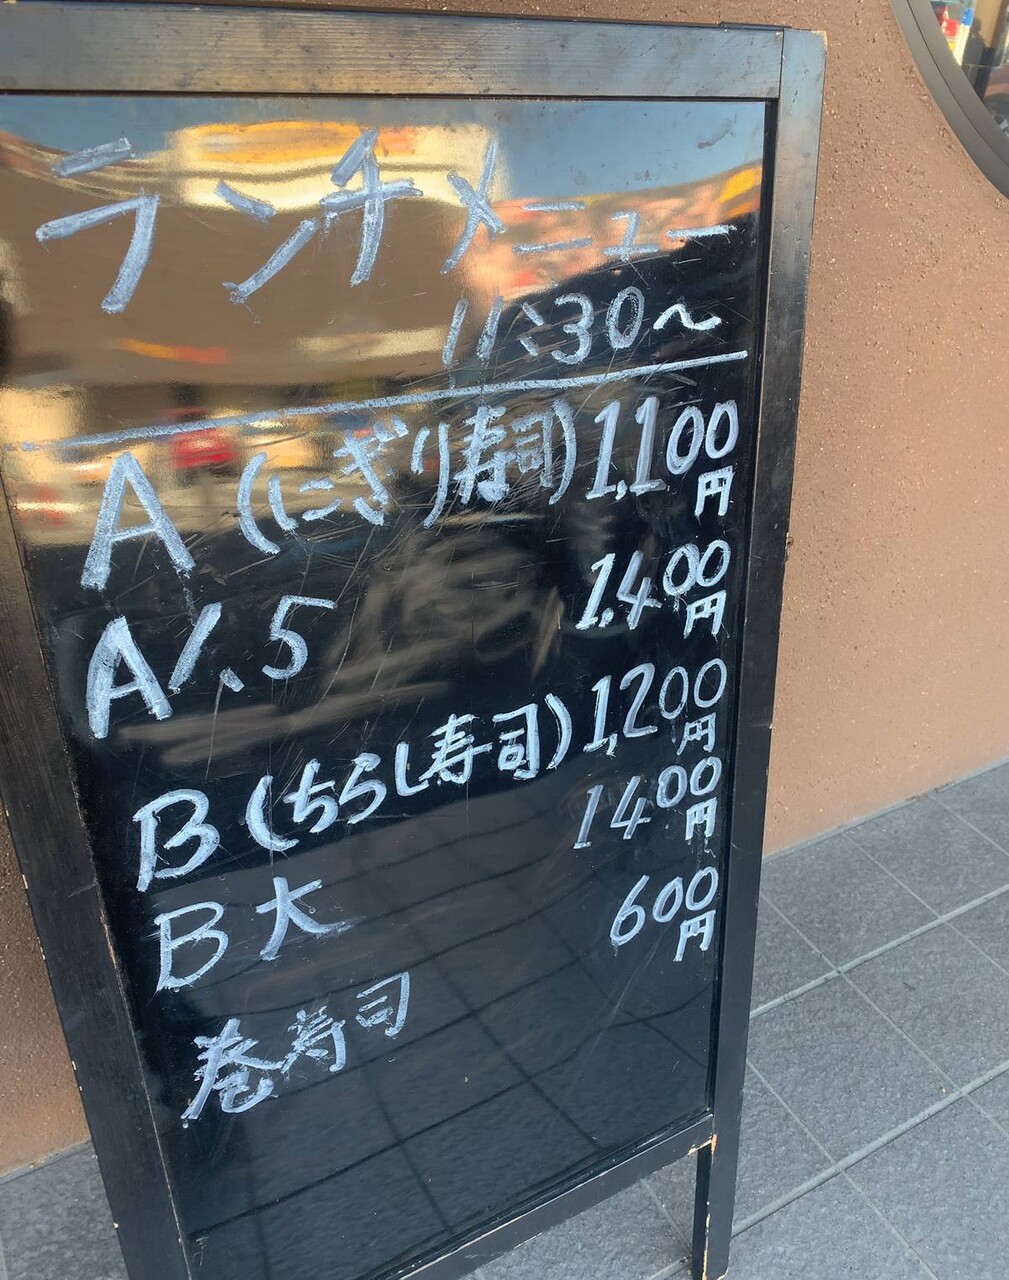 ランチメニュー
11:30〜
A(にぎり寿司)1,100円
A1.5 1,400円
B(ちらし寿司)1,200円
B大 1400円
巻寿司 600円